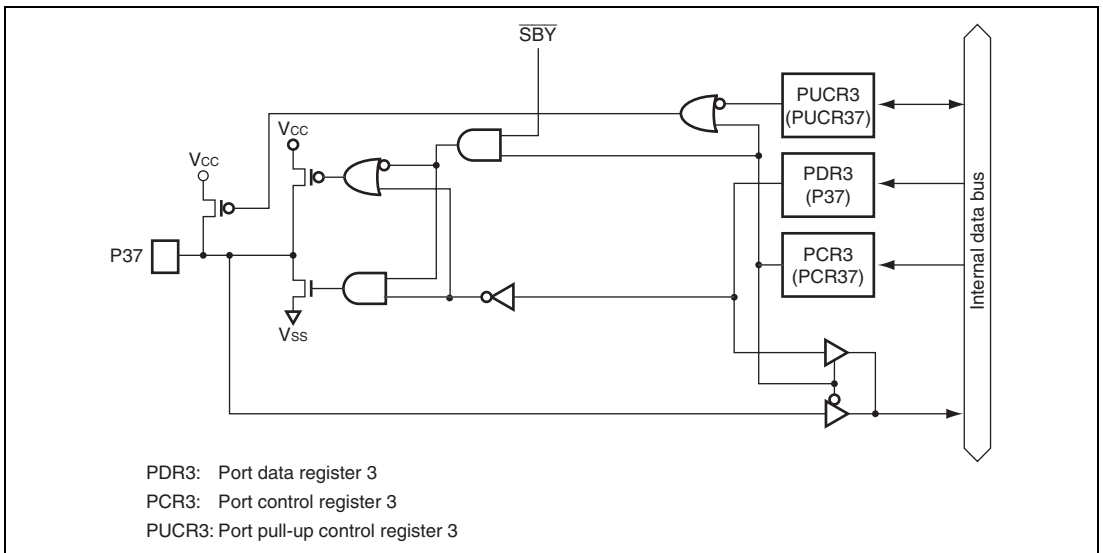 SBY
PUCR3
(PUCR37)
VCC
VCC
PDR3
(P37)
P37
PCR3
(PCR37)
Internal data bus
VSS
PDR3: Port data register 3
PCR3: Port control register 3
PUCR3: Port pull-up control register 3